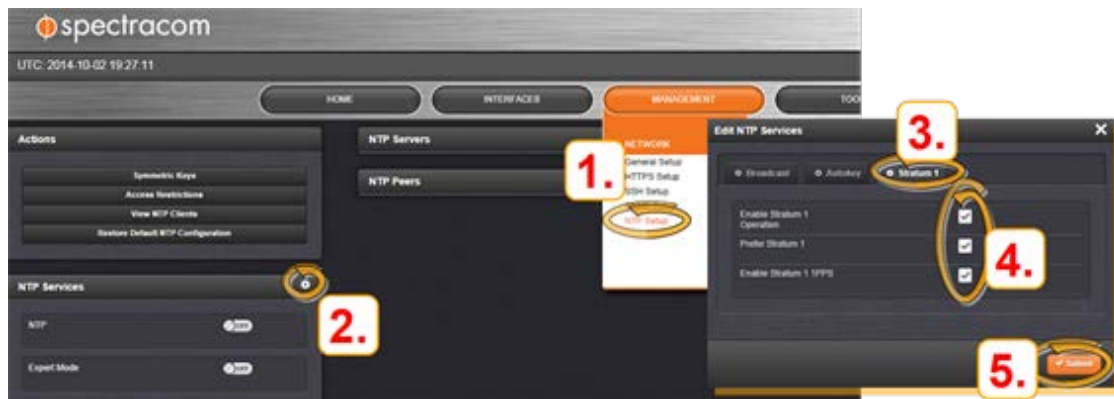 spectracom
UTC: 2014-10-02 19:27:11
HOME
INTERFACES
MANAGEMENT
TOO
Actions
Symmetric Keys
Access Restrictions
View NTP Clients
Restore Default NTP Configuration
NTP Servers
NTP Peers
NETWORK
General Setup
HTTPS Setup
SSH Setup
NTP Setup
1.
NTP Services
2.
NTP
OFF
Expert Mode
OFF
Edit NTP Services
3.
Broadcast
Autokey
Stratum 1
Enable Stratum 1
Operation
Prefer Stratum 1
Enable Stratum 1 1PPS
4.
5.
Submit